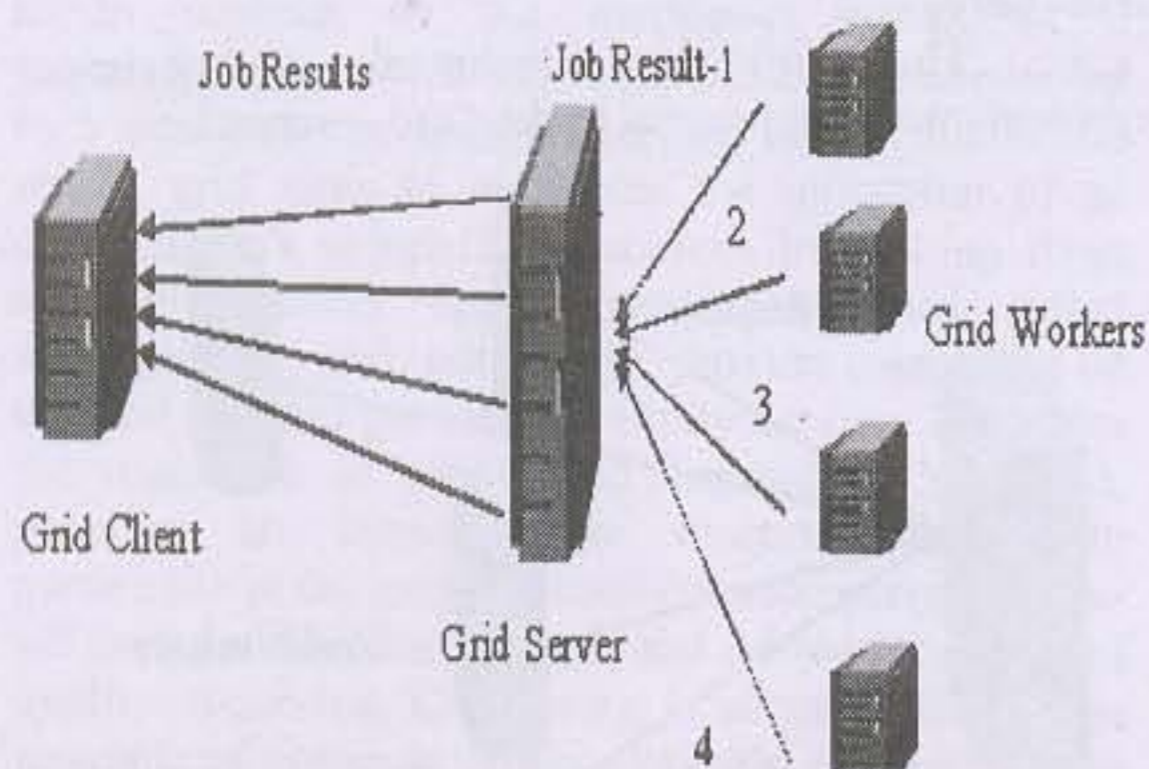 Job Results
Job Result-1
2
Grid Workers
3
Grid Client
Grid Server
4